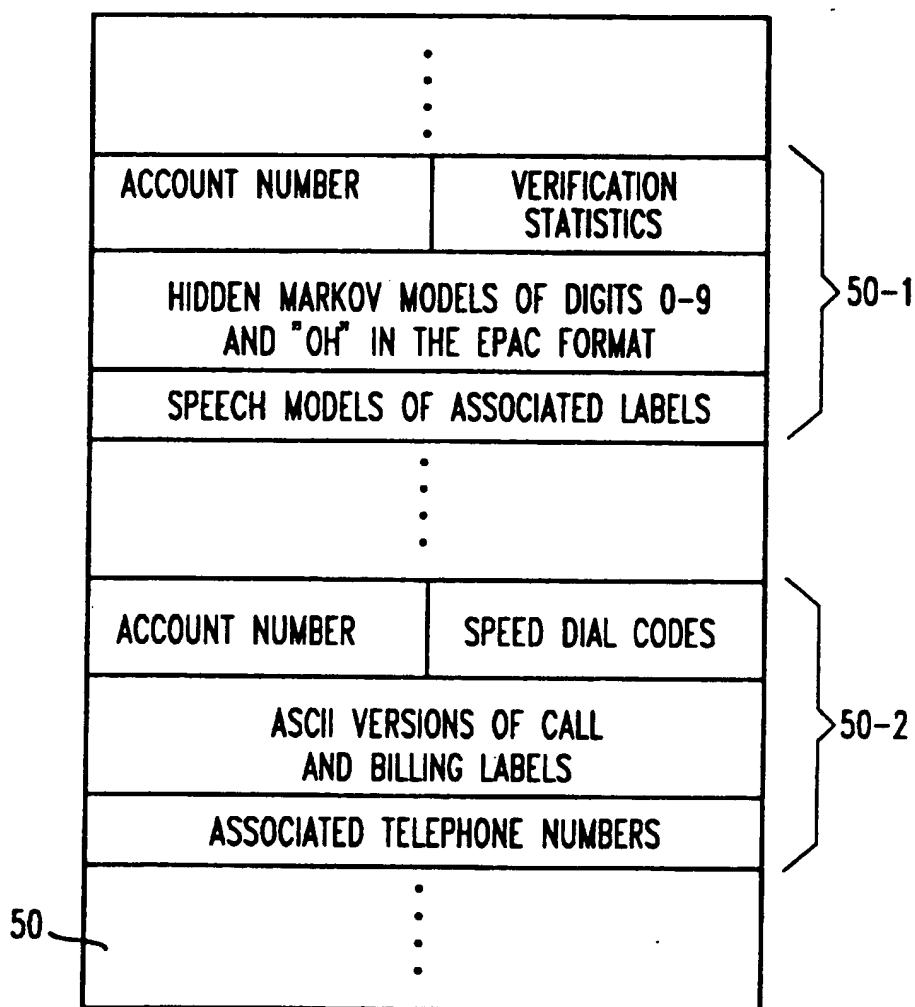 ACCOUNT NUMBER
VERIFICATION
STATISTICS
HIDDEN MARKOV MODELS OF DIGITS 0-9
AND "OH" IN THE EPAC FORMAT
SPEECH MODELS OF ASSOCIATED LABELS
50-1
ACCOUNT NUMBER
SPEED DIAL CODES
ASCII VERSIONS OF CALL
AND BILLING LABELS
ASSOCIATED TELEPHONE NUMBERS
50-2
50